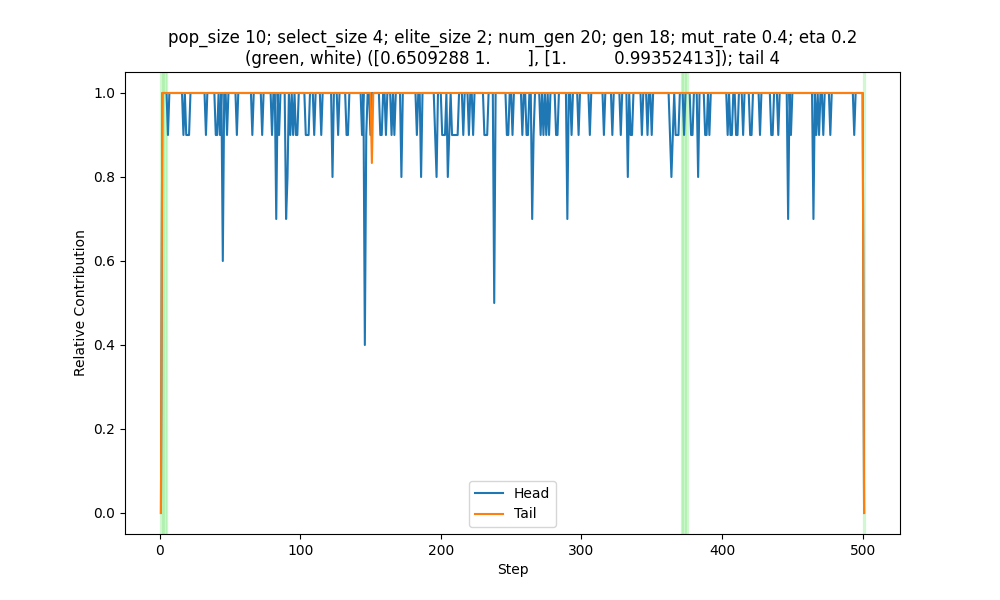 pop_size 10; select_size 4; elite_size 2; num_gen 20; gen 18; mut_rate 0.4; eta 0.2
(green, white) ([0.6509288 1.        ], [1.          0.99352413]); tail 4
Relative Contribution
1.0
0.8
0.6
0.4
0.2
0.0
Head
Tail
0
100
200
300
400
500
Step